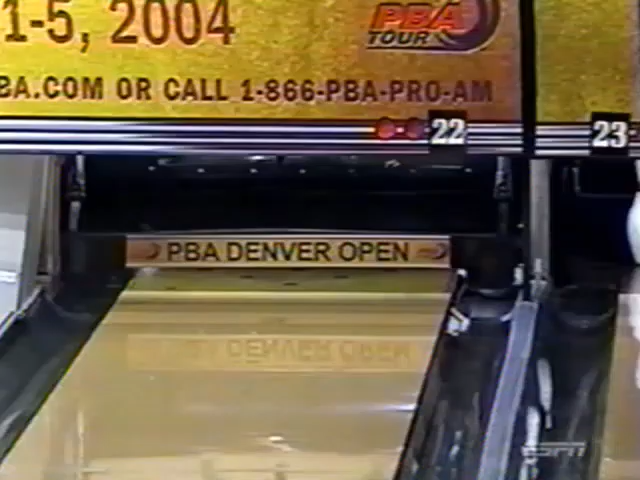 1-5, 2004
PBA
TOUR
BA.COM OR CALL 1-866-PBA-PRO-AM
22
23
PBA DENVER OPEN
ESPN